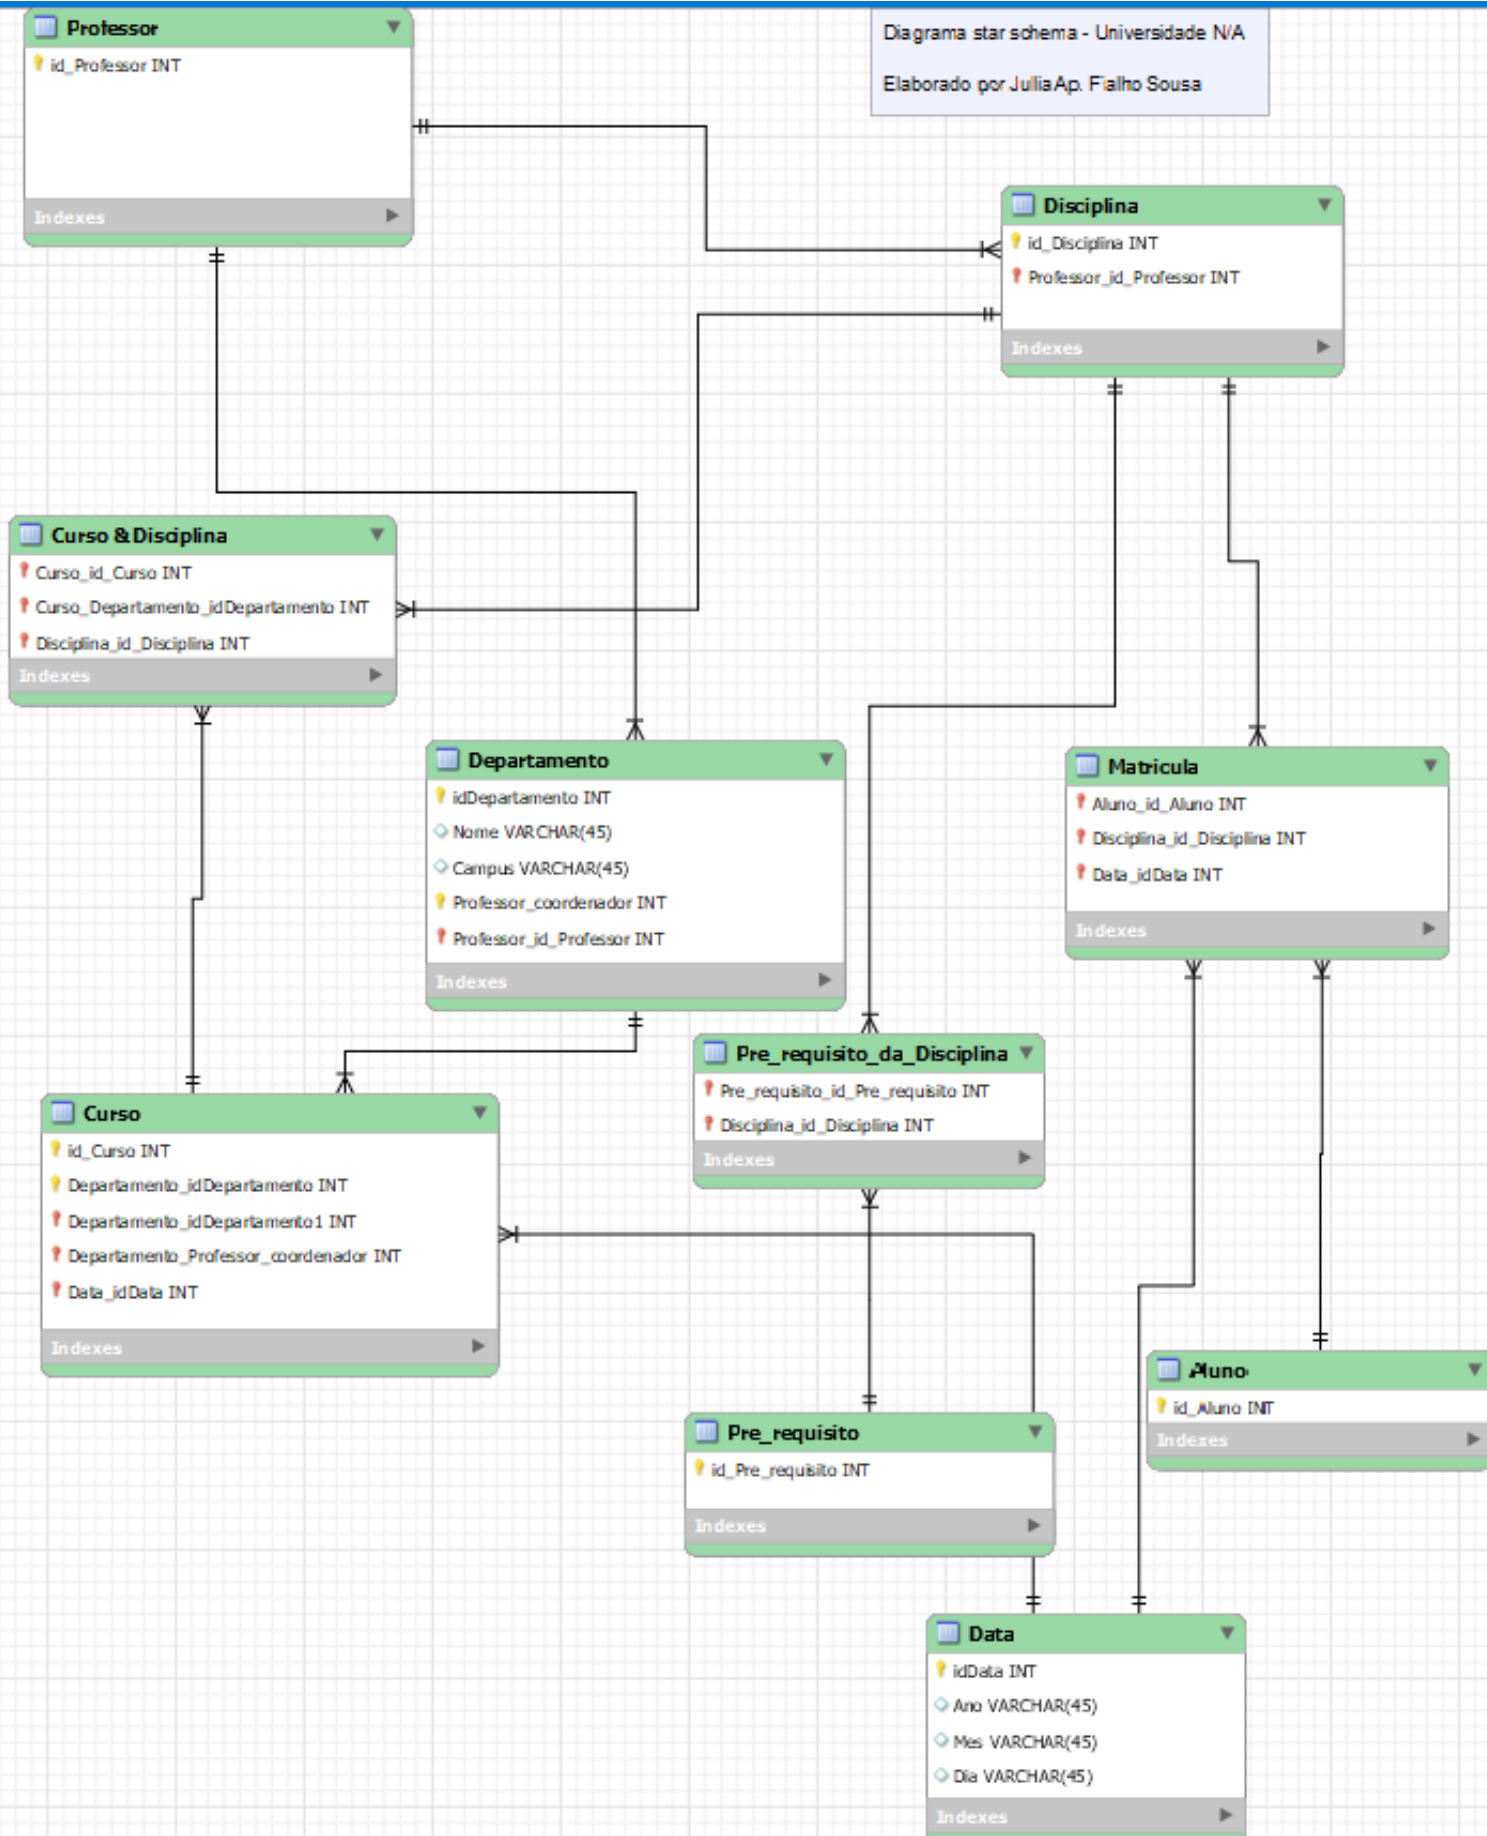 Professor
id_Professor INT
Indexes
Diagrama star schema - Universidade N/A
Elaborado por Jullia Ap. Fialho Sousa
Disciplina
id_Disciplina INT
Professor_id_Professor INT
Indexes
Curso & Disciplina
Curso_id_Curso INT
Curso_Departamento_idDepartamento INT
Disciplina_id_Disciplina INT
Indexes
Departamento
idDepartamento INT
Nome VARCHAR(45)
Campus VARCHAR(45)
Professor_coordenador INT
Professor_id_Professor INT
Indexes
Matricula
Aluno_id_Aluno INT
Disciplina_id_Disciplina INT
Data_idData INT
Indexes
Pre_requisito_da_Disciplina
Pre_requisito_id_Pre_requisito INT
Disciplina_id_Disciplina INT
Indexes
Curso
id_Curso INT
Departamento_idDepartamento INT
Departamento_idDepartamento1 INT
Departamento_Professor_coordenador INT
Data_idData INT
Indexes
Aluno
id_Aluno INT
Indexes
Pre_requisito
id_Pre_requisito INT
Indexes
Data
idData INT
Ano VARCHAR(45)
Mes VARCHAR(45)
Dia VARCHAR(45)
Indexes